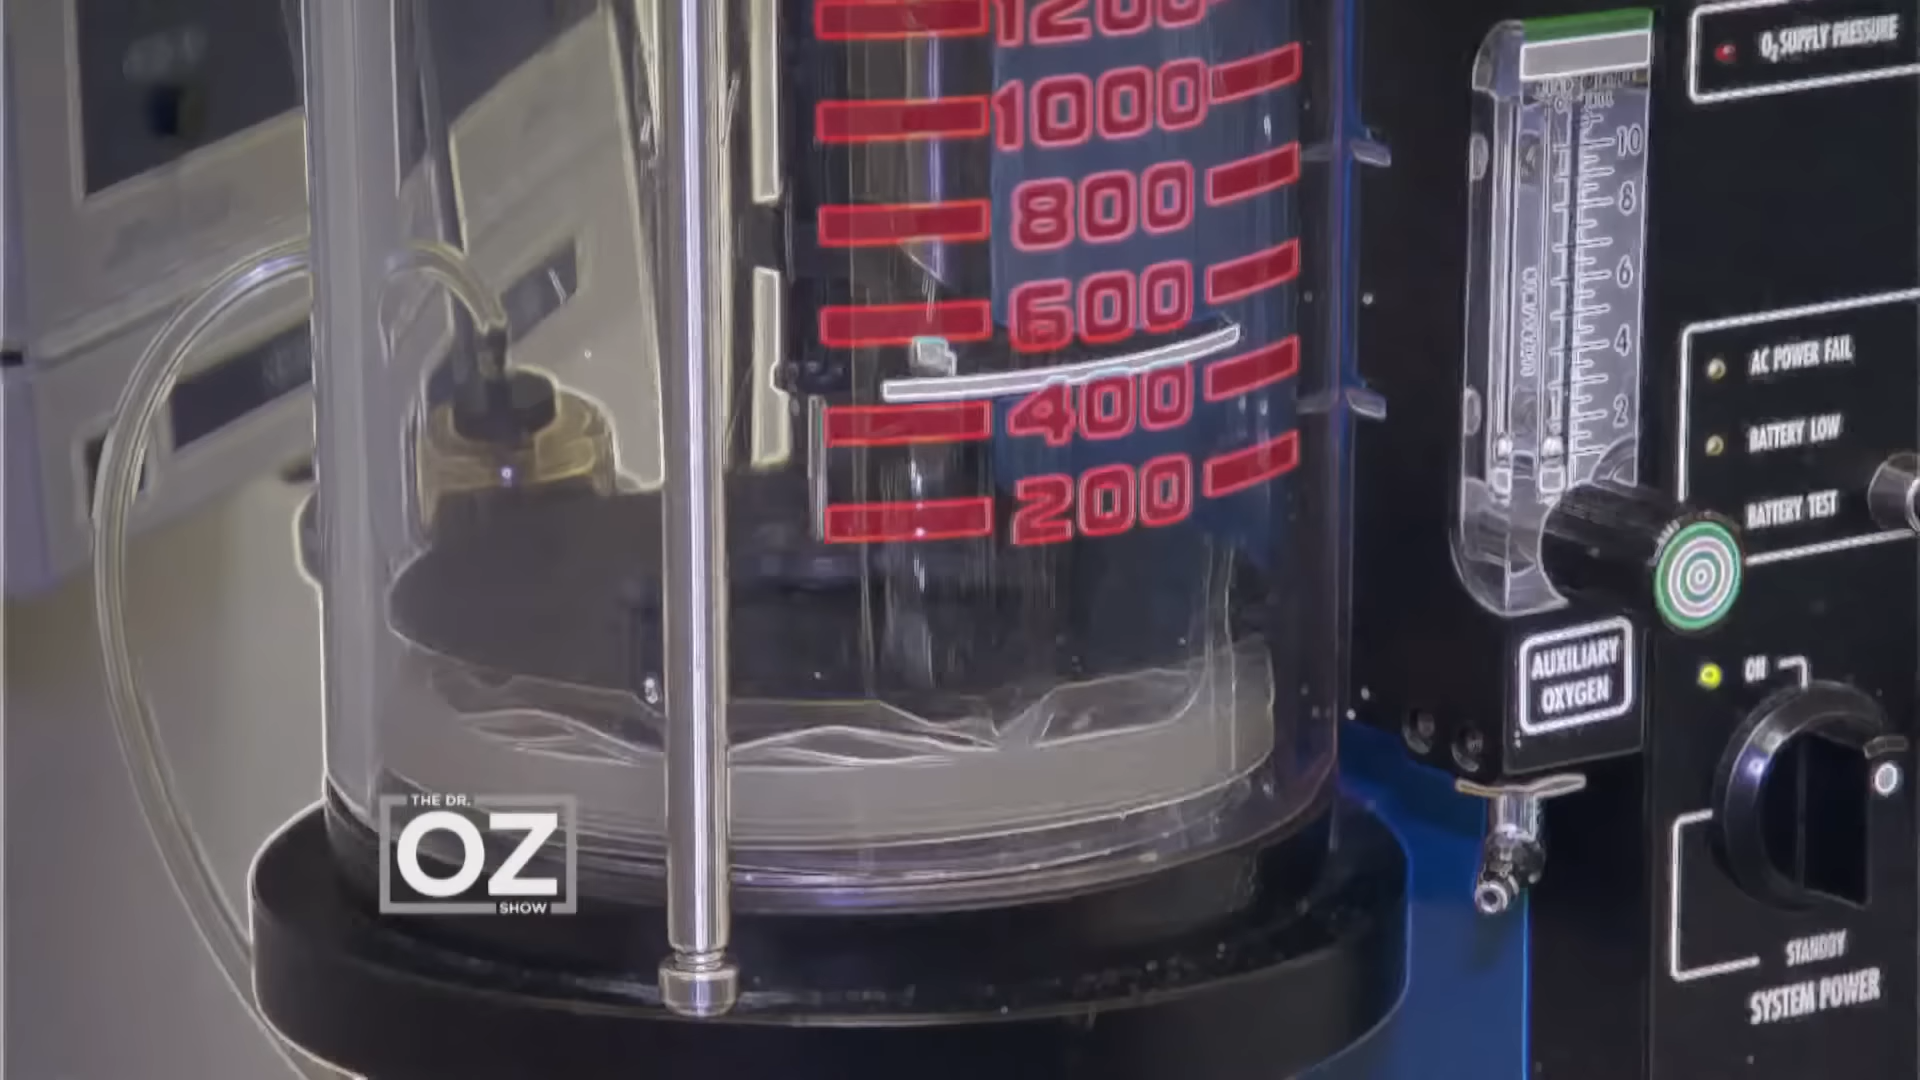 1200
1000
800
600
400
200
O₂ SUPPLY PRESSURE
10
8
6
4
2
AC POWER FAIL
BATTERY LOW
BATTERY TEST
AUXILIARY
OXYGEN
ON
STANDBY
SYSTEM POWER
THE DR.
OZ
SHOW